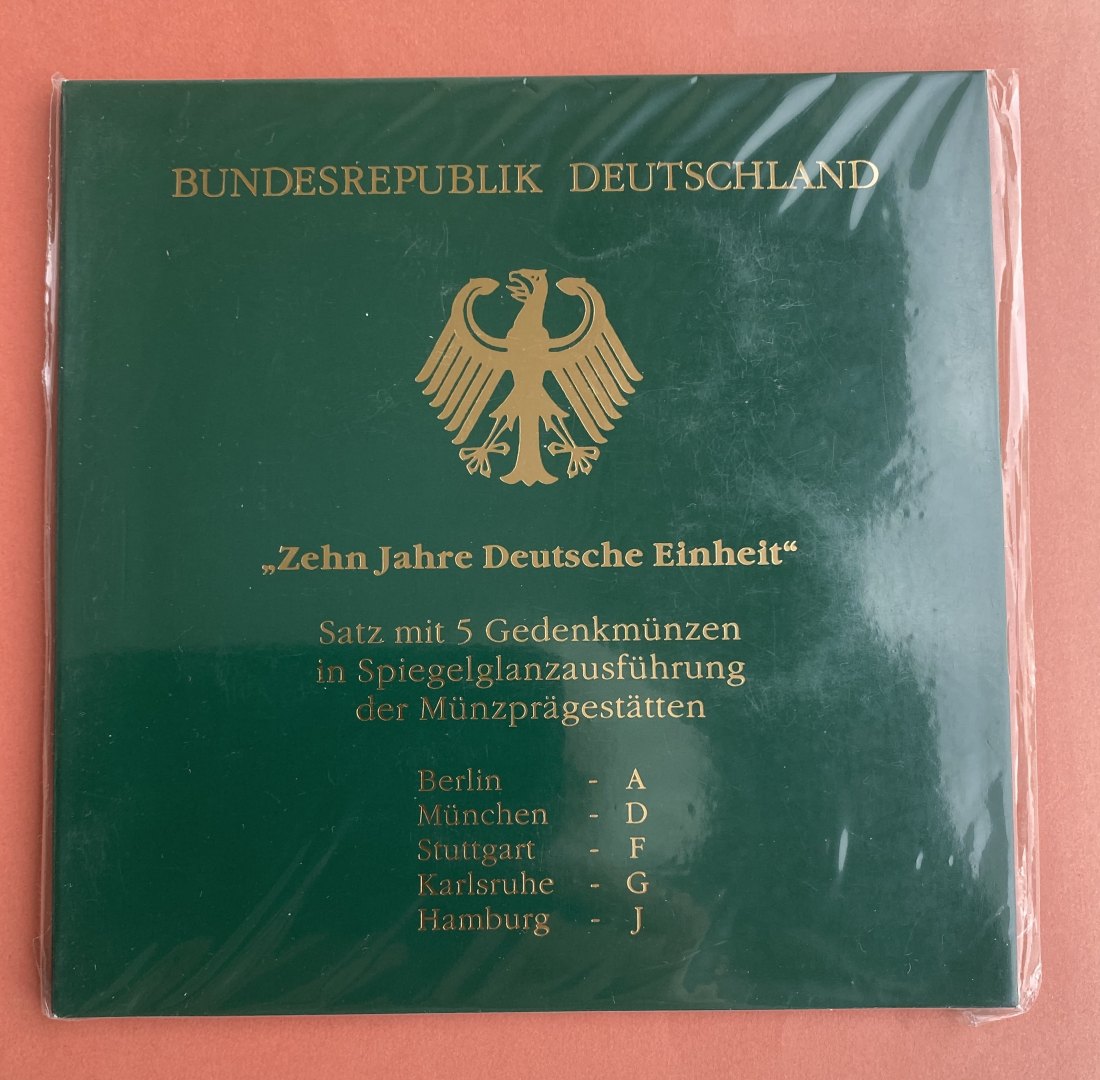 BUNDESREPUBLIK DEUTSCHLAND
„Zehn Jahre Deutsche Einheit“
Satz mit 5 Gedenkmünzen
in Spiegelglanzausführung
der Münzprägestätten
Berlin - A
München - D
Stuttgart - F
Karlsruhe - G
Hamburg - J